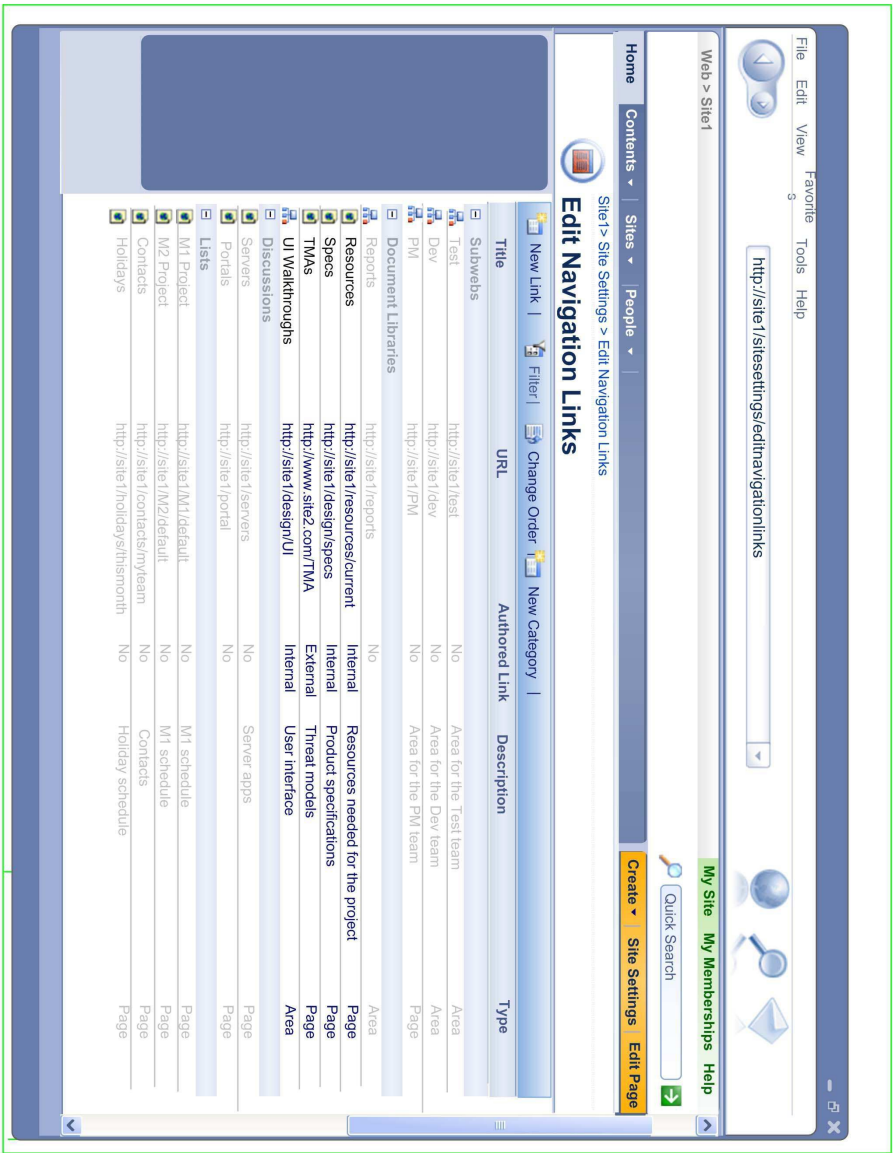 File Edit View Favorite s Tools Help
http://site1/sitesettings/editnavigationlinks
Web > Site1
My Site My Memberships Help
Quick Search
Home Contents Sites People Create Site Settings Edit Page
Site1> Site Settings > Edit Navigation Links
Edit Navigation Links
New Link | Filter | Change Order | New Category |
Title URL Authored Link Description Type
Subwebs
Test http://site1/test No Area for the Test team Area
Dev http://site1/dev No Area for the Dev team Area
PM http://site1/PM No Area for the PM team Page
Document Libraries
Reports http://site1/reports No Area
Resources http://site1/resources/current Internal Resources needed for the project Page
Specs http://site1/design/specs Internal Product specifications Page
TMAs http://www.site2.com/TMA External Threat models Page
UI Walkthroughs http://site1/design/UI Internal User interface Area
Discussions
Servers http://site1/servers No Server apps Page
Portals http://site1/portal No Page
Lists
M1 Project http://site1/M1/default No M1 schedule Page
M2 Project http://site1/M2/default No M1 schedule Page
Contacts http://site1/contacts/myteam No Contacts Page
Holidays http://site1/holidays/thismonth No Holiday schedule Page